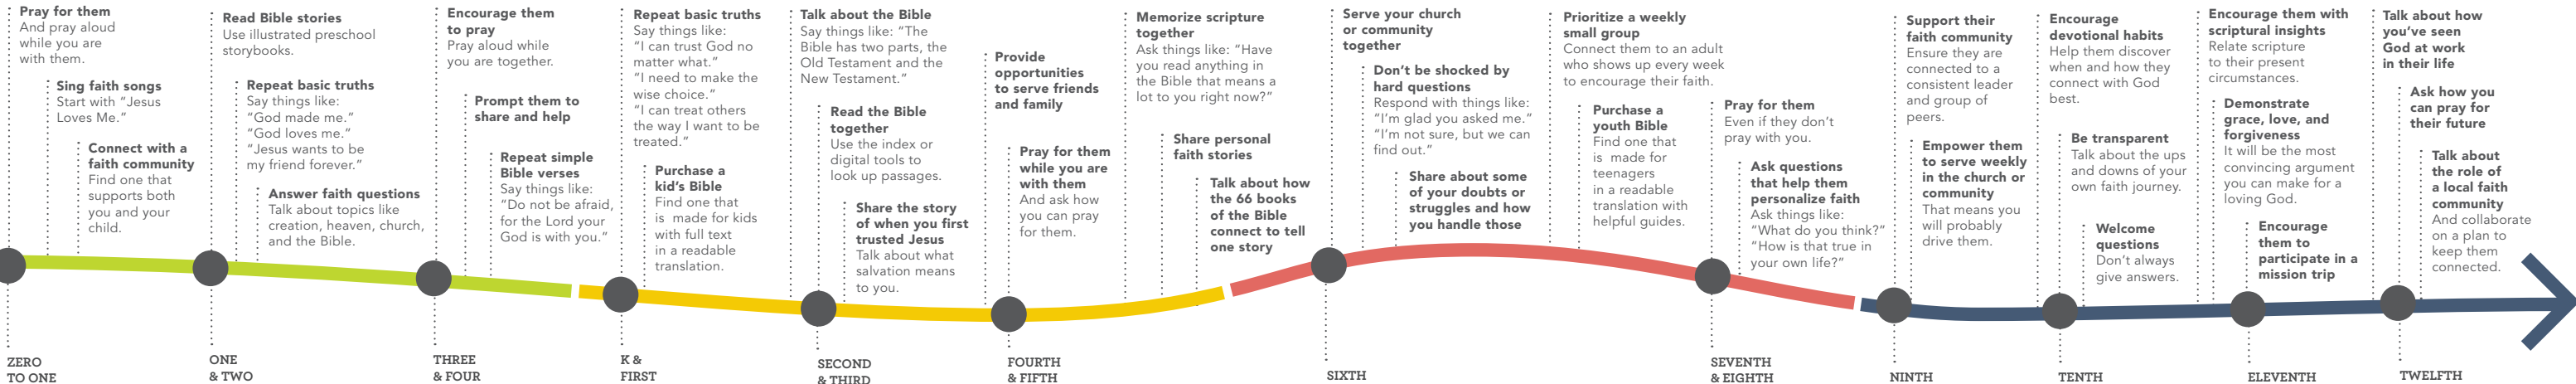 Pray for them
And pray aloud
while you are
with them.
Sing faith songs
Start with “Jesus
Loves Me.”
Connect with a
faith community
Find one that
supports both
you and your
child.
ZERO
TO ONE
Read Bible stories
Use illustrated preschool
storybooks.
Repeat basic truths
Say things like:
“God made me.”
“God loves me.”
“Jesus wants to be
my friend forever.”
Answer faith questions
Talk about topics like
creation, heaven, church,
and the Bible.
ONE
& TWO
Encourage them
to pray
Pray aloud while
you are together.
Prompt them to
share and help
Repeat simple
Bible verses
Say things like:
“Do not be afraid,
for the Lord your
God is with you.”
THREE
& FOUR
Repeat basic truths
Say things like:
“I can trust God no
matter what.”
“I need to make the
wise choice.”
“I can treat others
the way I want to be
treated.”
Purchase a
kid’s Bible
Find one that
is made for kids
with full text
in a readable
translation.
K &
FIRST
Talk about the Bible
Say things like: “The
Bible has two parts, the
Old Testament and the
New Testament.”
Read the Bible
together
Use the index or
digital tools to
look up passages.
Share the story
of when you first
trusted Jesus
Talk about what
salvation means
to you.
SECOND
& THIRD
Provide
opportunities
to serve friends
and family
Pray for them
while you are
with them
And ask how
you can pray
for them.
FOURTH
& FIFTH
Memorize scripture
together
Ask things like: “Have
you read anything in
the Bible that means a
lot to you right now?”
Share personal
faith stories
Talk about how
the 66 books
of the Bible
connect to tell
one story
Serve your church
or community
together
Don’t be shocked by
hard questions
Respond with things like:
“I’m glad you asked me.”
“I’m not sure, but we can
find out.”
Share about some
of your doubts or
struggles and how
you handle those
SIXTH
Prioritize a weekly
small group
Connect them to an adult
who shows up every week
to encourage their faith.
Purchase a
youth Bible
Find one that
is made for
teenagers
in a readable
translation with
helpful guides.
Pray for them
Even if they don’t
pray with you.
Ask questions
that help them
personalize faith
Ask things like:
“What do you think?”
“How is that true in
your own life?”
SEVENTH
& EIGHTH
Support their
faith community
Ensure they are
connected to a
consistent leader
and group of
peers.
Empower them
to serve weekly
in the church or
community
That means you
will probably
drive them.
NINTH
Encourage
devotional habits
Help them discover
when and how they
connect with God
best.
Be transparent
Talk about the ups
and downs of your
own faith journey.
Welcome
questions
Don’t always
give answers.
TENTH
Encourage them with
scriptural insights
Relate scripture
to their present
circumstances.
Demonstrate
grace, love, and
forgiveness
It will be the most
convincing argument
you can make for a
loving God.
Encourage
them to
participate in a
mission trip
ELEVENTH
Talk about how
you’ve seen
God at work
in their life
Ask how you
can pray for
their future
Talk about
the role of
a local faith
community
And collaborate
on a plan to
keep them
connected.
TWELFTH